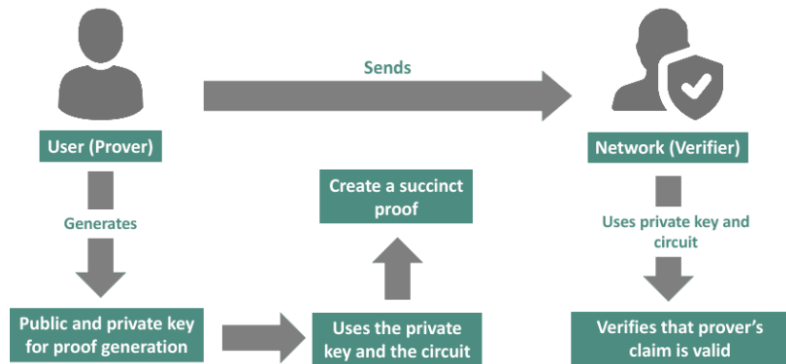 Sends
User (Prover)
Network (Verifier)
Generates
Create a succinct
proof
Uses private key and
circuit
Public and private key
for proof generation
Uses the private
key and the circuit
Verifies that prover's
claim is valid